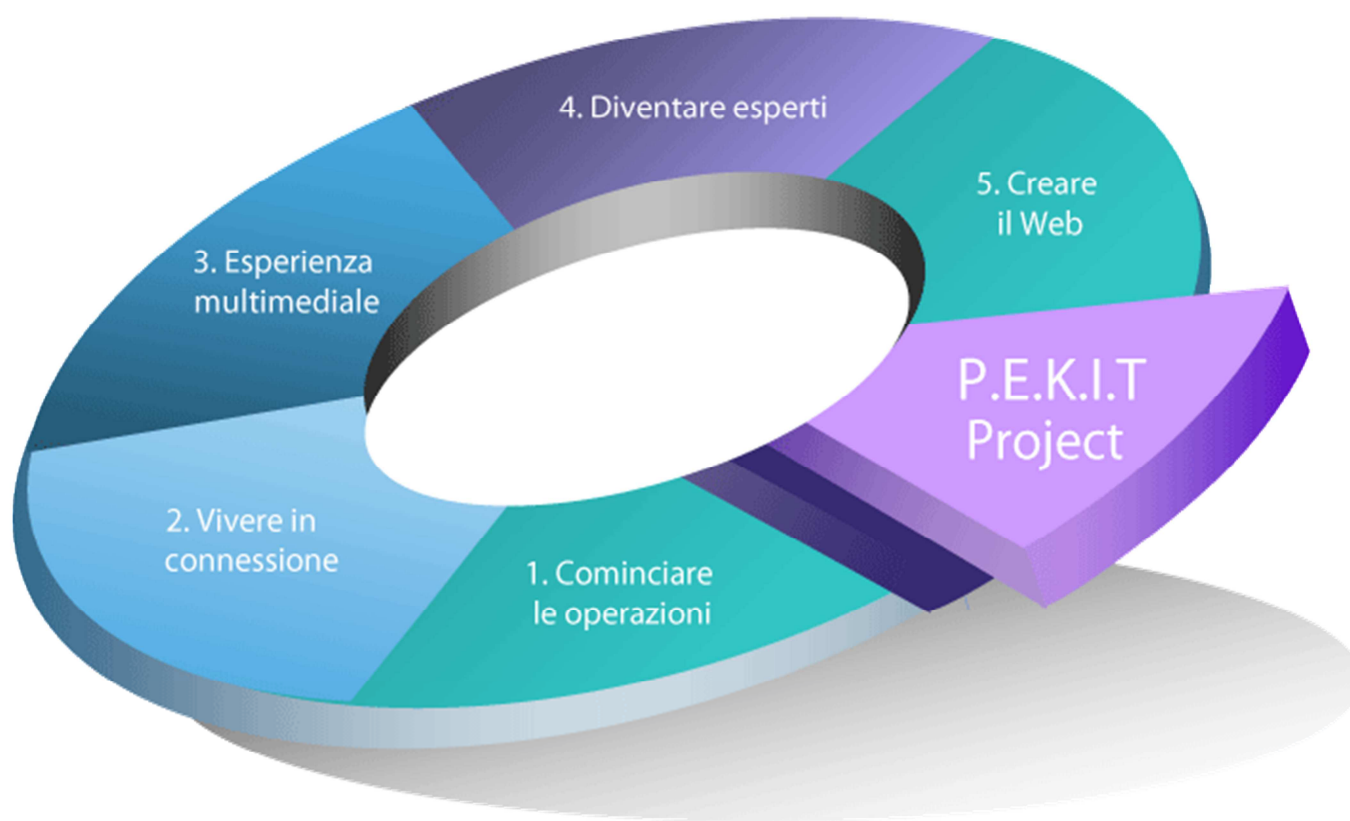 4. Diventare esperti
5. Creare
il Web
3. Esperienza
multimediale
P.E.K.I.T
Project
2. Vivere in
connessione
1. Cominciare
le operazioni